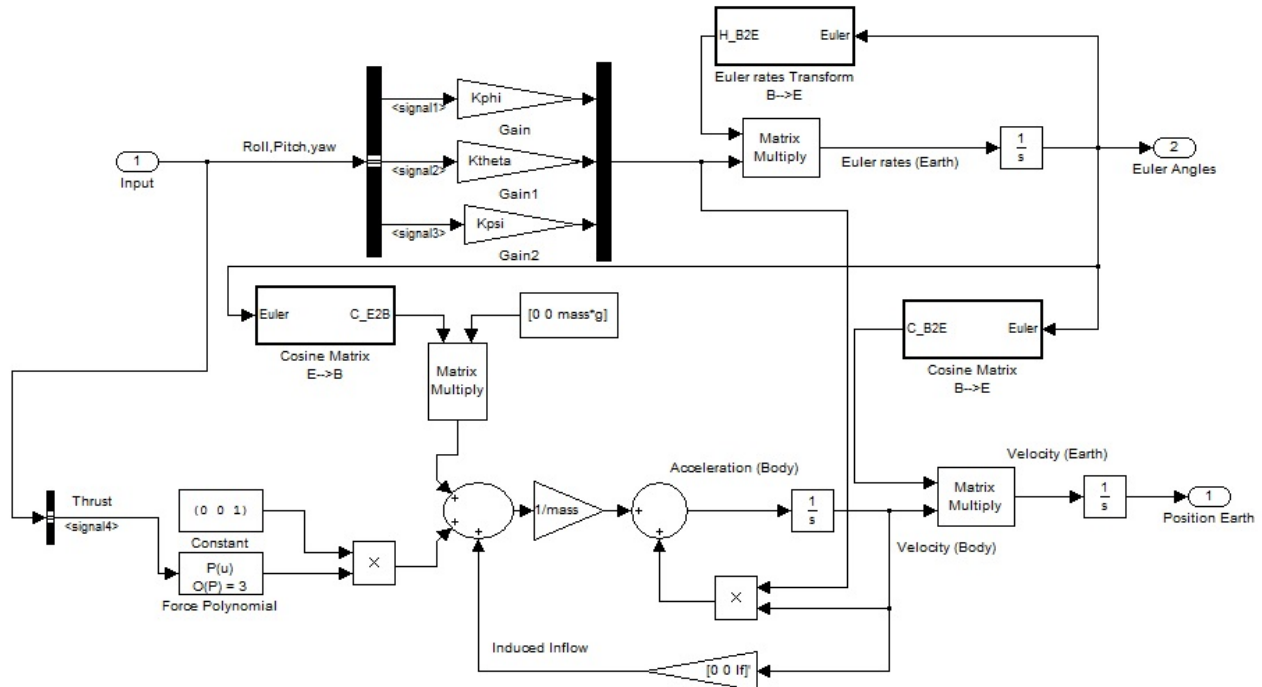 H_B2E Euler
Euler rates Transform
B-->E
Kphi
<signal1>
Gain
Roll,Pitch,yaw
1
Input
Ktheta
<signal2>
Gain1
Kpsi
<signal3>
Gain2
Matrix
Multiply
Euler rates (Earth)
1
s
2
Euler Angles
Euler C_E2B
Cosine Matrix
E-->B
[0 0 mass*g]
Matrix
Multiply
C_B2E Euler
Cosine Matrix
B-->E
Thrust
<signal4>
(0 0 1)
Constant
P(u)
O(P) = 3
Force Polynomial
×
+
+
+
1/mass
+
+
Acceleration (Body)
1
s
Velocity (Body)
Matrix
Multiply
Velocity (Earth)
1
s
1
Position Earth
×
Induced Inflow
[0 0 If]'